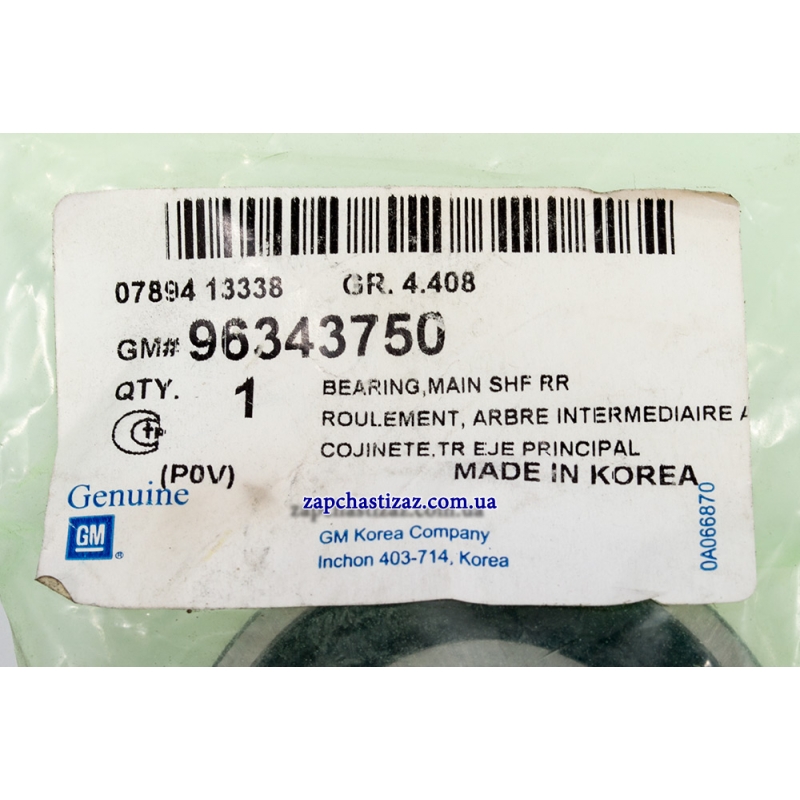 07894 13338 GR. 4.408
GM# 96343750
QTY. 1
BEARING,MAIN SHF RR
ROULEMENT, ARBRE INTERMEDIAIRE A
COJINETE,TR EJE PRINCIPAL
(P0V) MADE IN KOREA
Genuine
GM ®
zapchastizaz.com.ua
GM Korea Company
Inchon 403-714, Korea
0A066870